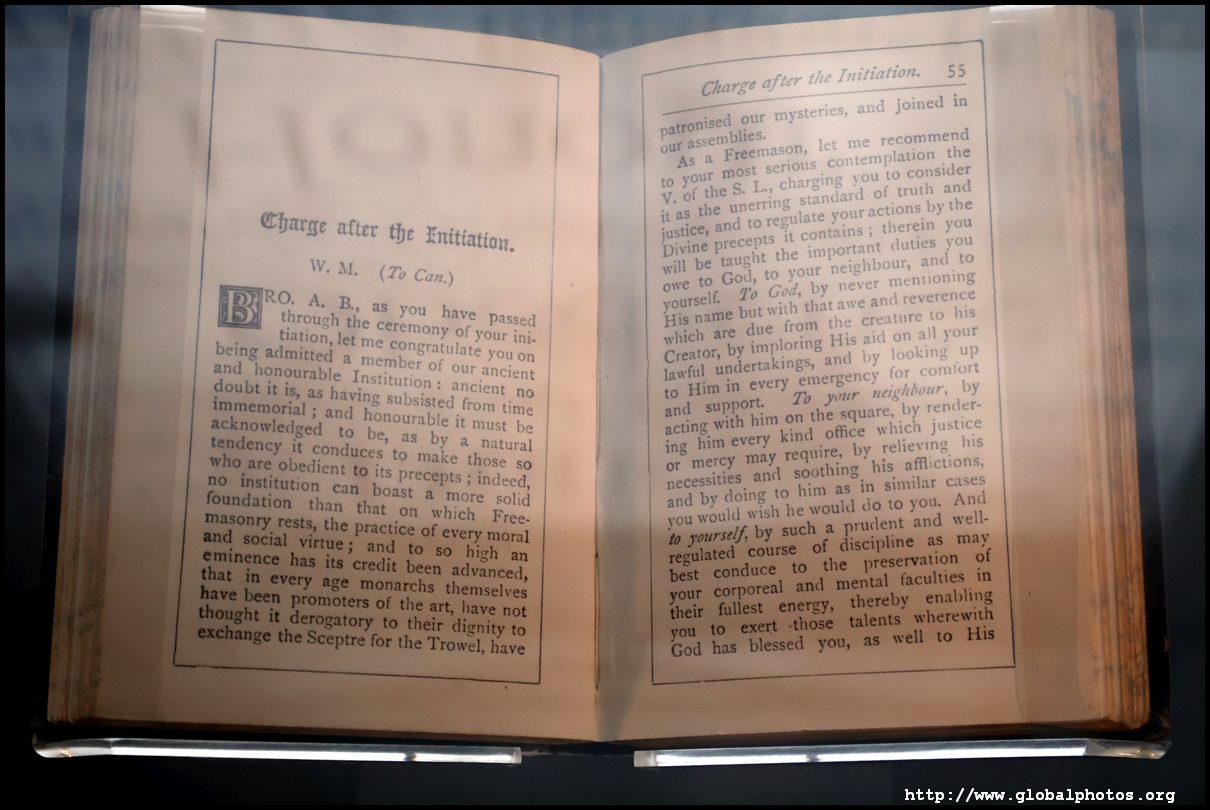 Charge after the Initiation.
W. M. (To Can.)
BRO. A. B., as you have passed
through the ceremony of your ini-
tiation, let me congratulate you on
being admitted a member of our ancient
and honourable Institution : ancient no
doubt it is, as having subsisted from time
immemorial ; and honourable it must be
acknowledged to be, as by a natural
tendency it conduces to make those so
who are obedient to its precepts ; indeed,
no institution can boast a more solid
foundation than that on which Free-
masonry rests, the practice of every moral
and social virtue ; and to so high an
eminence has its credit been advanced,
that in every age monarchs themselves
have been promoters of the art, have not
thought it derogatory to their dignity to
exchange the Sceptre for the Trowel, have
Charge after the Initiation. 55
patronised our mysteries, and joined in
our assemblies.
As a Freemason, let me recommend
to your most serious contemplation the
V. of the S. L., charging you to consider
it as the unerring standard of truth and
justice, and to regulate your actions by the
Divine precepts it contains ; therein you
will be taught the important duties you
owe to God, to your neighbour, and to
yourself. To God, by never mentioning
His name but with that awe and reverence
which are due from the creature to his
Creator, by imploring His aid on all your
lawful undertakings, and by looking up
to Him in every emergency for comfort
and support. To your neighbour, by
acting with him on the square, by render-
ing him every kind office which justice
or mercy may require, by relieving his
necessities and soothing his afflictions,
and by doing to him as in similar cases
you would wish he would do to you. And
to yourself, by such a prudent and well-
regulated course of discipline as may
best conduce to the preservation of
your corporeal and mental faculties in
their fullest energy, thereby enabling
you to exert those talents wherewith
God has blessed you, as well to His
http://www.globalphotos.org